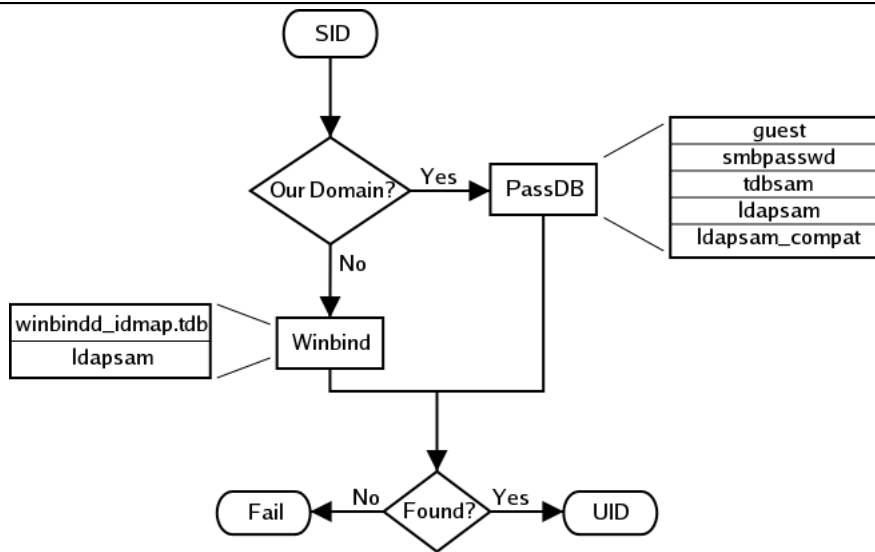 SID
Our Domain?
Yes
PassDB
guest
smbpasswd
tdbsam
ldapsam
ldapsam_compat
No
winbindd_idmap.tdb
ldapsam
Winbind
Fail
No
Found?
Yes
UID